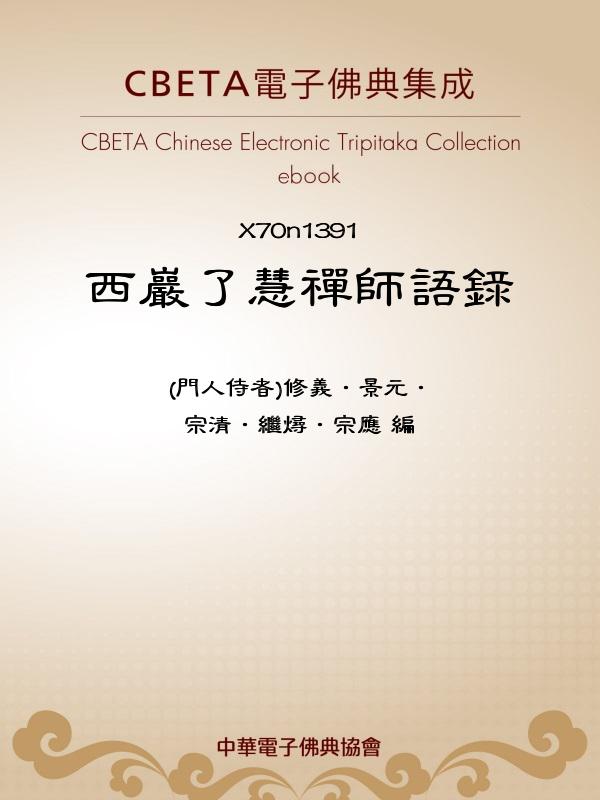 CBETA電子佛典集成
CBETA Chinese Electronic Tripitaka Collection
ebook
X70n1391
西巖了慧禪師語錄
(門人侍者)修義・景元・
宗清・繼燖・宗應 編
中華電子佛典協會